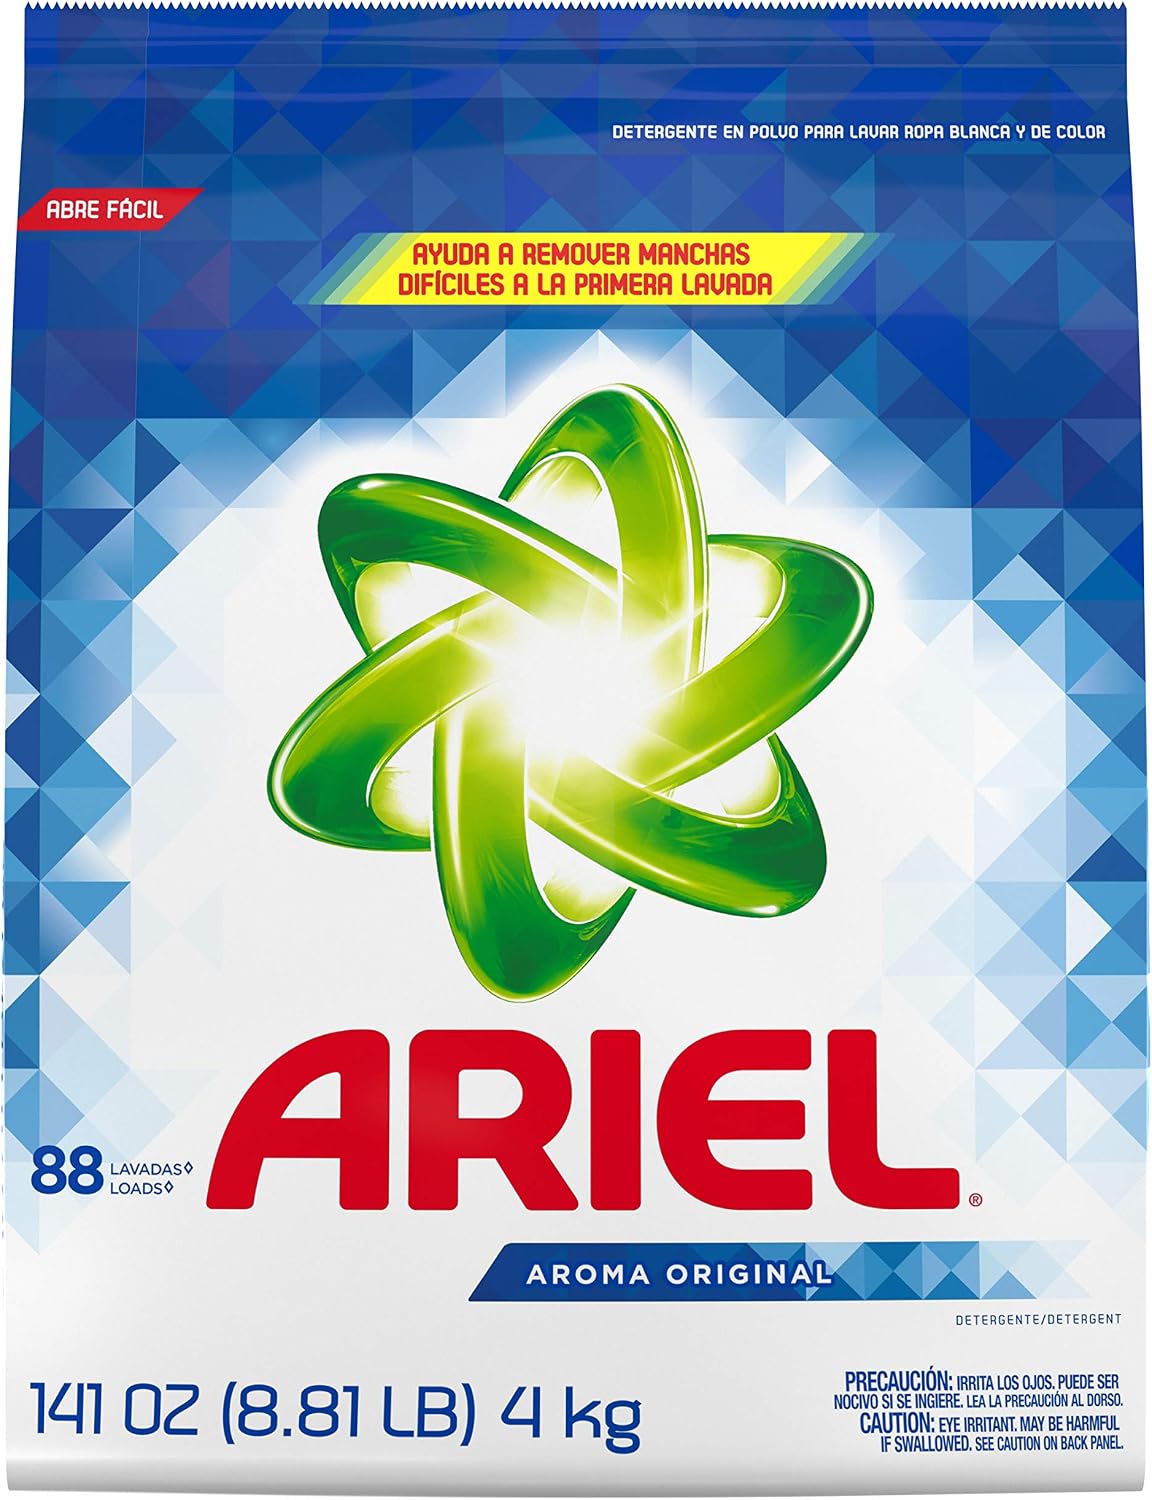 DETERGENTE EN POLVO PARA LAVAR ROPA BLANCA Y DE COLOR
ABRE FÁCIL
AYUDA A REMOVER MANCHAS
DIFÍCILES A LA PRIMERA LAVADA
ARIEL®
88 LAVADAS◊
LOADS◊
AROMA ORIGINAL
DETERGENTE/DETERGENT
141 OZ (8.81 LB) 4 kg
PRECAUCIÓN: IRRITA LOS OJOS. PUEDE SER
NOCIVO SI SE INGIERE. LEA LA PRECAUCIÓN AL DORSO.
CAUTION: EYE IRRITANT. MAY BE HARMFUL
IF SWALLOWED. SEE CAUTION ON BACK PANEL.